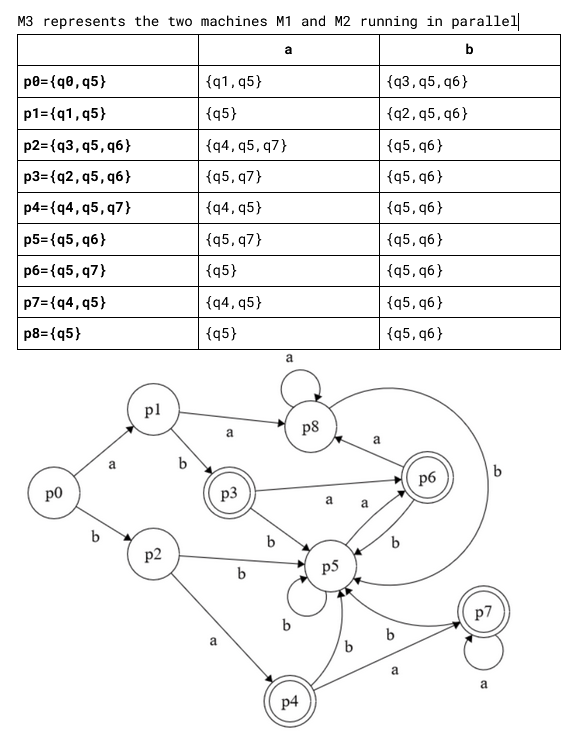 M3 represents the two machines M1 and M2 running in parallel
a b
p0={q0,q5} {q1,q5} {q3,q5,q6}
p1={q1,q5} {q5} {q2,q5,q6}
p2={q3,q5,q6} {q4,q5,q7} {q5,q6}
p3={q2,q5,q6} {q5,q7} {q5,q6}
p4={q4,q5,q7} {q4,q5} {q5,q6}
p5={q5,q6} {q5,q7} {q5,q6}
p6={q5,q7} {q5} {q5,q6}
p7={q4,q5} {q4,q5} {q5,q6}
p8={q5} {q5} {q5,q6}
a
p1
p8
a
a
p6
b
a
b
p0
p3
a
a
b
b
b
p2
p5
b
b
p7
b
a
b
b
a
a
p4